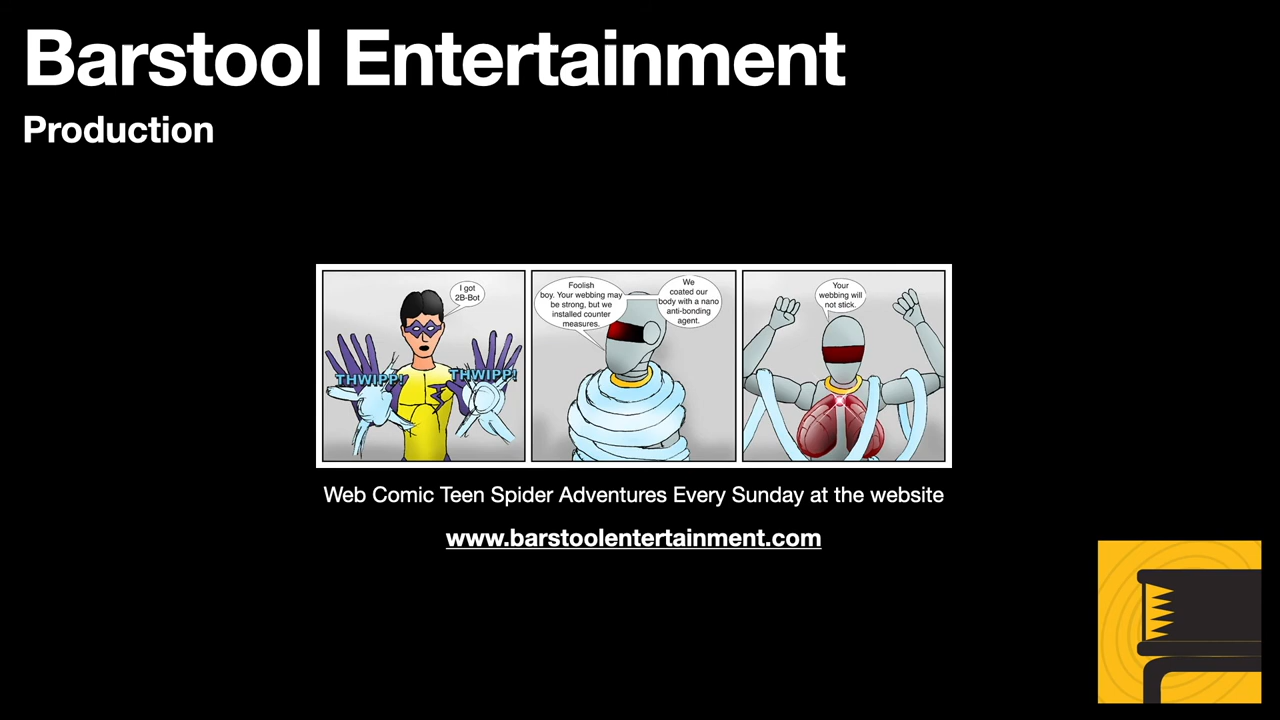 Barstool Entertainment
Production
I got
2B-Bot
THWIPP!
THWIPP!
Foolish
boy. Your webbing may
be strong, but we
installed counter
measures.
We
coated our
body with a nano
anti-bonding
agent.
Your
webbing will
not stick.
Web Comic Teen Spider Adventures Every Sunday at the website
www.barstoolentertainment.com